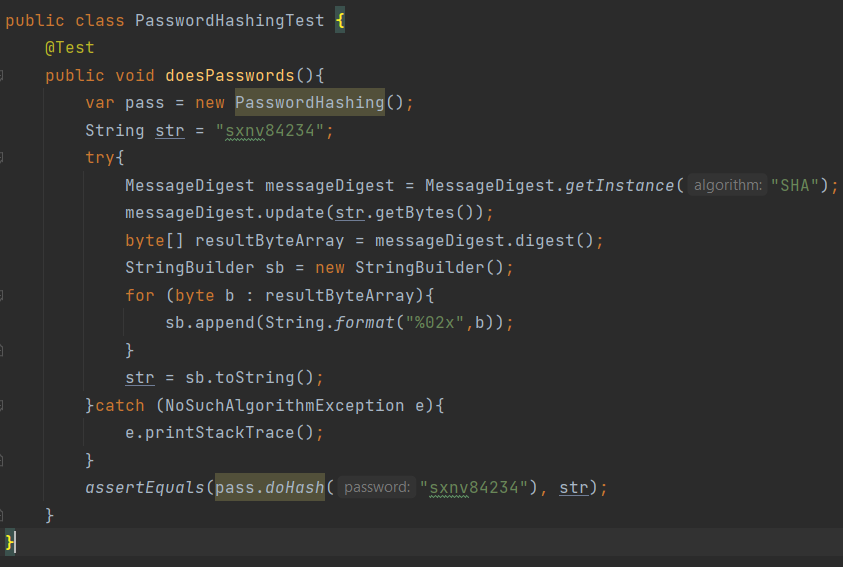 public class PasswordHashingTest {
    @Test
    public void doesPasswords(){
        var pass = new PasswordHashing();
        String str = "sxnv84234";
        try{
            MessageDigest messageDigest = MessageDigest.getInstance( algorithm: "SHA");
            messageDigest.update(str.getBytes());
            byte[] resultByteArray = messageDigest.digest();
            StringBuilder sb = new StringBuilder();
            for (byte b : resultByteArray){
                sb.append(String.format("%02x",b));
            }
            str = sb.toString();
        }catch (NoSuchAlgorithmException e){
            e.printStackTrace();
        }
        assertEquals(pass.doHash( password: "sxnv84234"), str);
    }
}